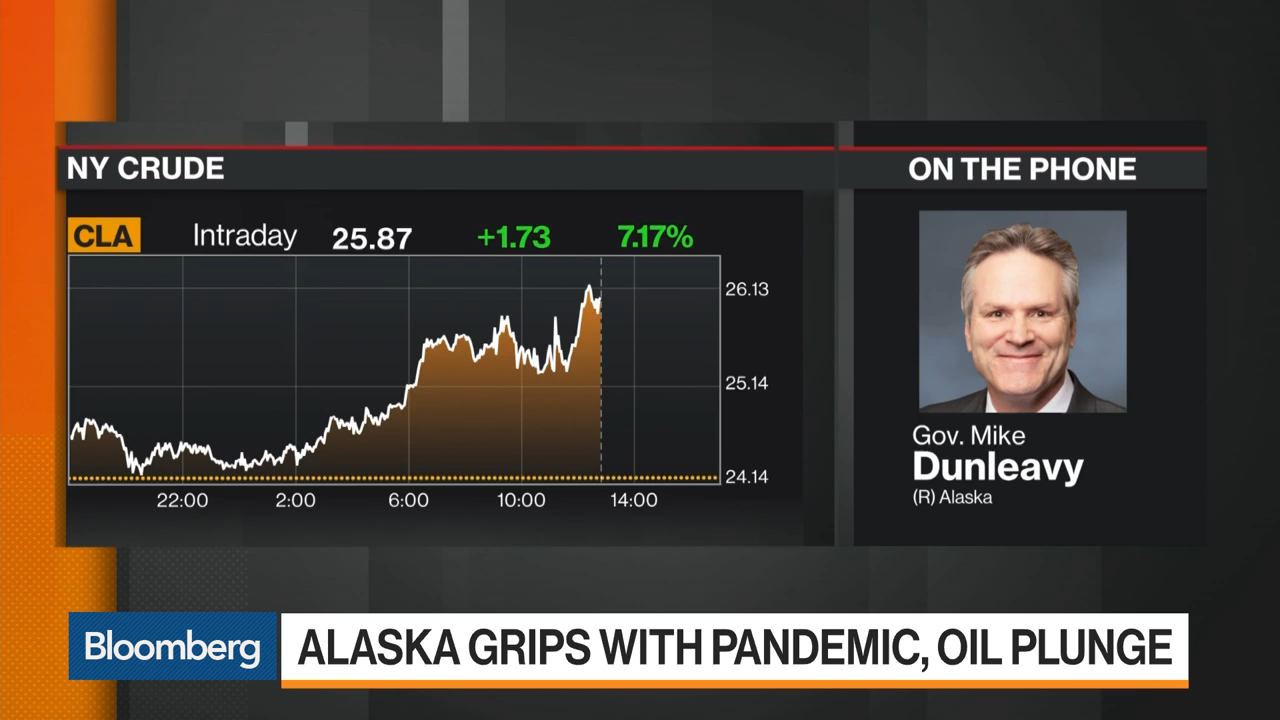 NY CRUDE
CLA Intraday 25.87 +1.73 7.17%
26.13
25.14
24.14
22:00 2:00 6:00 10:00 14:00
ON THE PHONE
Gov. Mike
Dunleavy
(R) Alaska
Bloomberg
ALASKA GRIPS WITH PANDEMIC, OIL PLUNGE